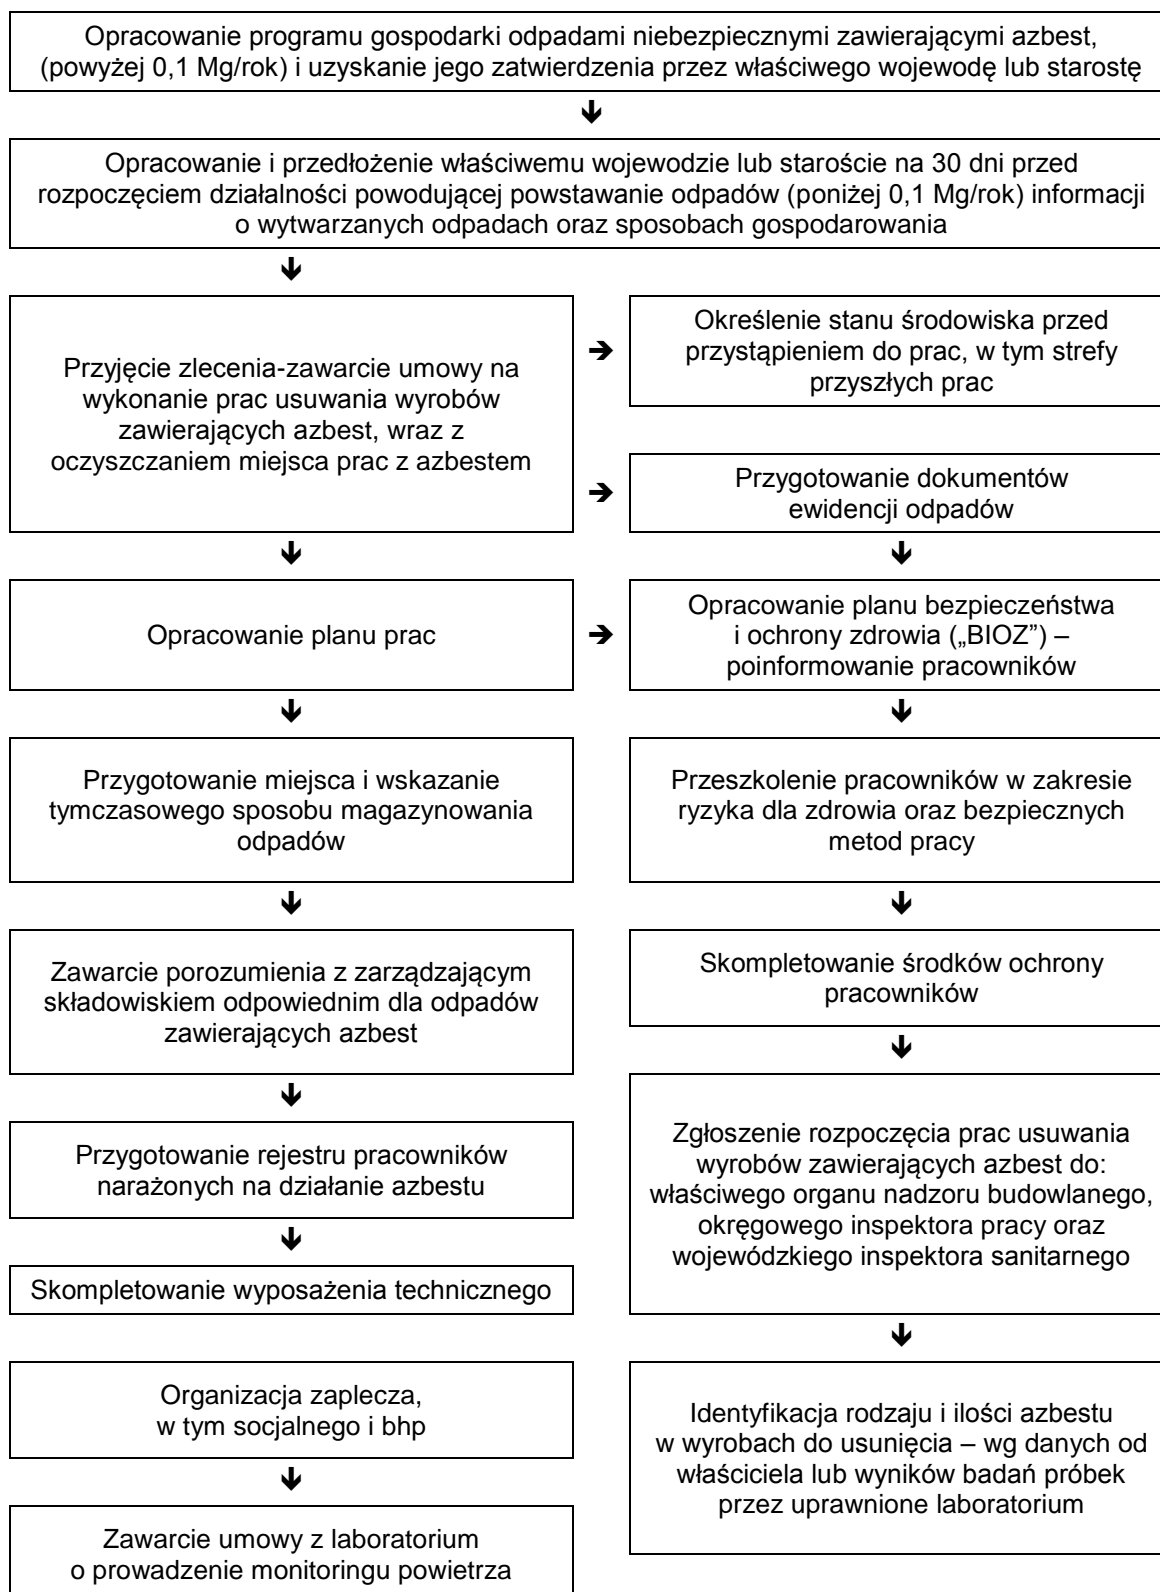 Opracowanie programu gospodarki odpadami niebezpiecznymi zawierającymi azbest,
(powyżej 0,1 Mg/rok) i uzyskanie jego zatwierdzenia przez właściwego wojewodę lub starostę
Opracowanie i przedłożenie właściwemu wojewodzie lub staroście na 30 dni przed
rozpoczęciem działalności powodującej powstawanie odpadów (poniżej 0,1 Mg/rok) informacji
o wytwarzanych odpadach oraz sposobach gospodarowania
Przyjęcie zlecenia-zawarcie umowy na
wykonanie prac usuwania wyrobów
zawierających azbest, wraz z
oczyszczaniem miejsca prac z azbestem
Określenie stanu środowiska przed
przystąpieniem do prac, w tym strefy
przyszłych prac
Przygotowanie dokumentów
ewidencji odpadów
Opracowanie planu prac
Opracowanie planu bezpieczeństwa
i ochrony zdrowia („BIOZ”) –
poinformowanie pracowników
Przygotowanie miejsca i wskazanie
tymczasowego sposobu magazynowania
odpadów
Przeszkolenie pracowników w zakresie
ryzyka dla zdrowia oraz bezpiecznych
metod pracy
Zawarcie porozumienia z zarządzającym
składowiskiem odpowiednim dla odpadów
zawierających azbest
Skompletowanie środków ochrony
pracowników
Przygotowanie rejestru pracowników
narażonych na działanie azbestu
Zgłoszenie rozpoczęcia prac usuwania
wyrobów zawierających azbest do:
właściwego organu nadzoru budowlanego,
okręgowego inspektora pracy oraz
wojewódzkiego inspektora sanitarnego
Skompletowanie wyposażenia technicznego
Organizacja zaplecza,
w tym socjalnego i bhp
Identyfikacja rodzaju i ilości azbestu
w wyrobach do usunięcia – wg danych od
właściciela lub wyników badań próbek
przez uprawnione laboratorium
Zawarcie umowy z laboratorium
o prowadzenie monitoringu powietrza